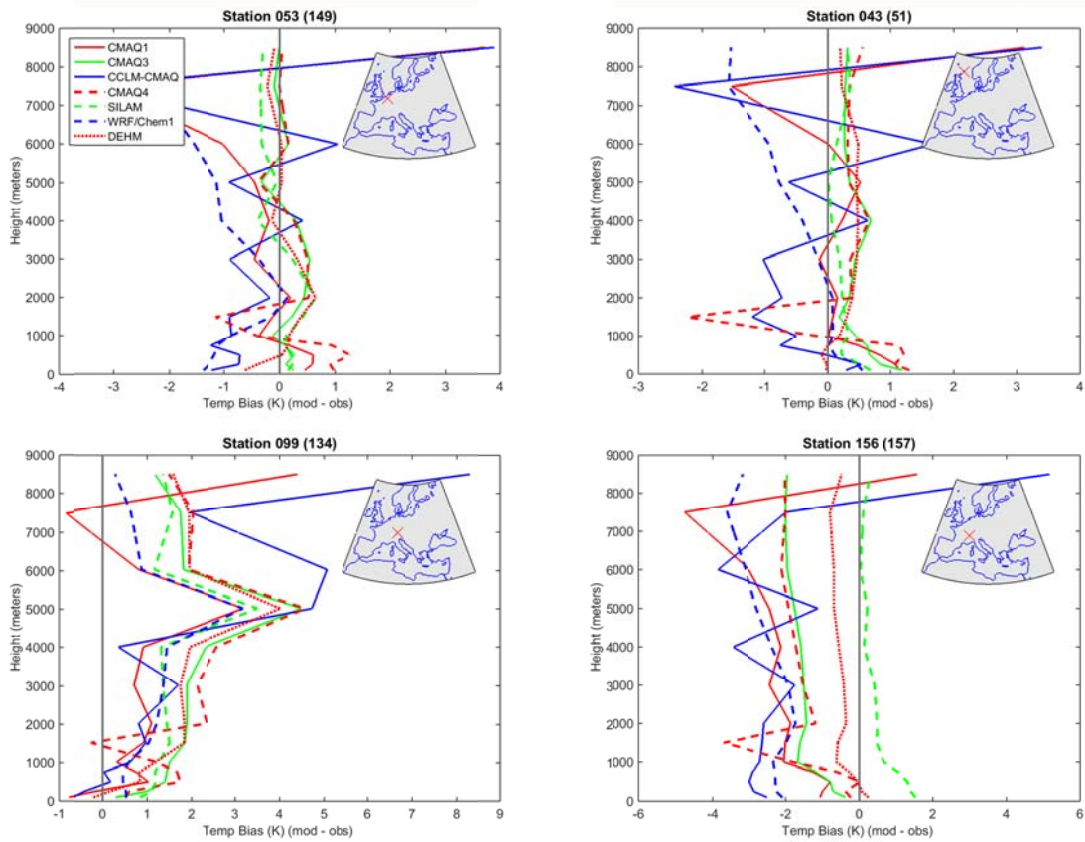 Station 053 (149)
9000
8000
7000
6000
5000
4000
3000
2000
1000
0
Height (meters)
CMAQ1
CMAQ3
CCLM-CMAQ
CMAQ4
SILAM
WRF/Chem1
DEHM
-4 -3 -2 -1 0 1 2 3 4
Temp Bias (K) (mod - obs)
Station 043 (51)
9000
8000
7000
6000
5000
4000
3000
2000
1000
0
Height (meters)
-3 -2 -1 0 1 2 3 4
Temp Bias (K) (mod - obs)
Station 099 (134)
9000
8000
7000
6000
5000
4000
3000
2000
1000
0
Height (meters)
-1 0 1 2 3 4 5 6 7 8 9
Temp Bias (K) (mod - obs)
Station 156 (157)
9000
8000
7000
6000
5000
4000
3000
2000
1000
0
Height (meters)
-6 -4 -2 0 2 4 6
Temp Bias (K) (mod - obs)